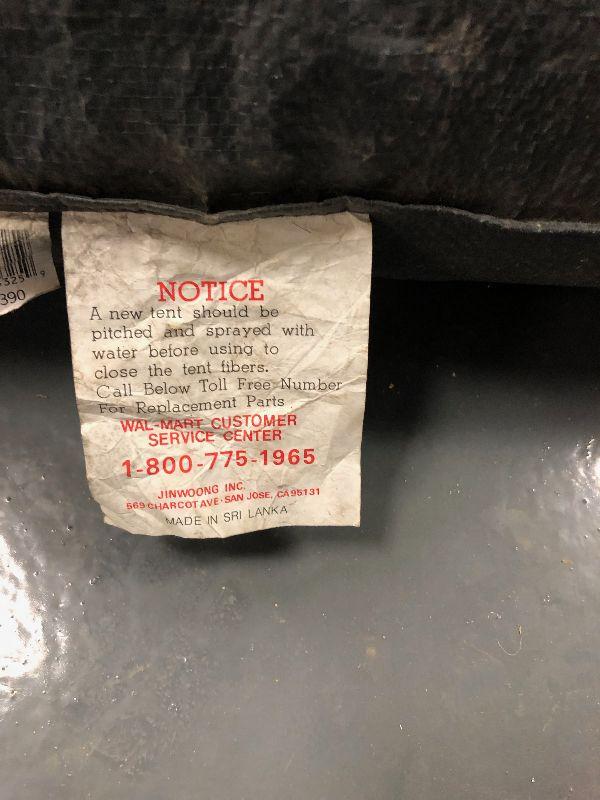 390
NOTICE
A new tent should be
pitched and sprayed with
water before using to
close the tent fibers.
Call Below Toll Free Number
For Replacement Parts
WAL-MART CUSTOMER
SERVICE CENTER
1-800-775-1965
JINWOONG INC.
569 CHARCOT AVE · SAN JOSE, CA 95131
MADE IN SRI LANKA